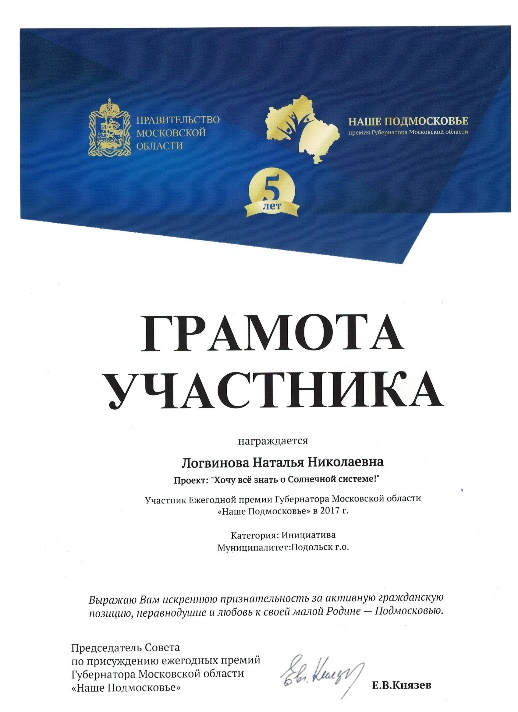 ПРАВИТЕЛЬСТВО
МОСКОВСКОЙ
ОБЛАСТИ
НАШЕ ПОДМОСКОВЬЕ
премия Губернатора Московской области
5
лет
ГРАМОТА
УЧАСТНИКА
награждается
Логвинова Наталья Николаевна
Проект: "Хочу всё знать о Солнечной системе!"
Участник Ежегодной премии Губернатора Московской области
«Наше Подмосковье» в 2017 г.
Категория: Инициатива
Муниципалитет:Подольск г.о.
Выражаю Вам искреннюю признательность за активную гражданскую
позицию, неравнодушие и любовь к своей малой Родине — Подмосковью.
Председатель Совета
по присуждению ежегодных премий
Губернатора Московской области
«Наше Подмосковье»
Е.В.Князев